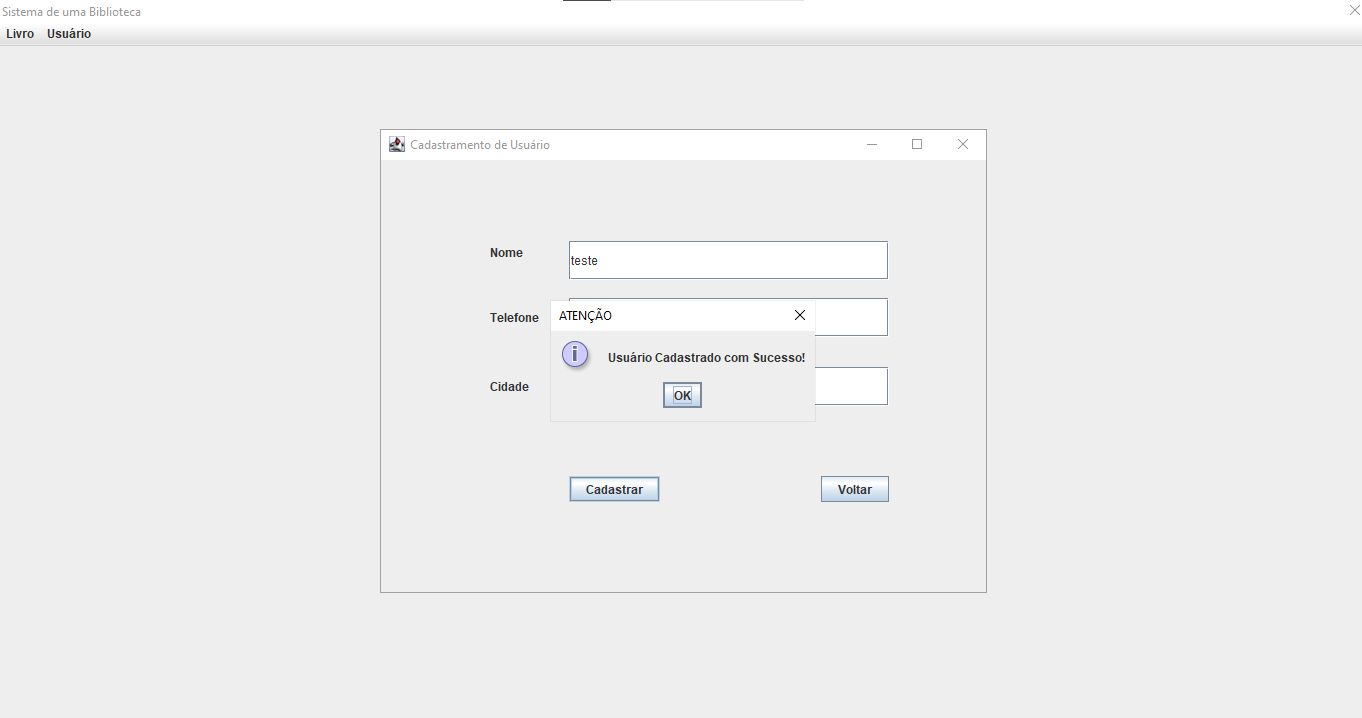 Sistema de uma Biblioteca
Livro Usuário
Cadastramento de Usuário
Nome
teste
Telefone
ATENÇÃO
Usuário Cadastrado com Sucesso!
Cidade
OK
Cadastrar Voltar